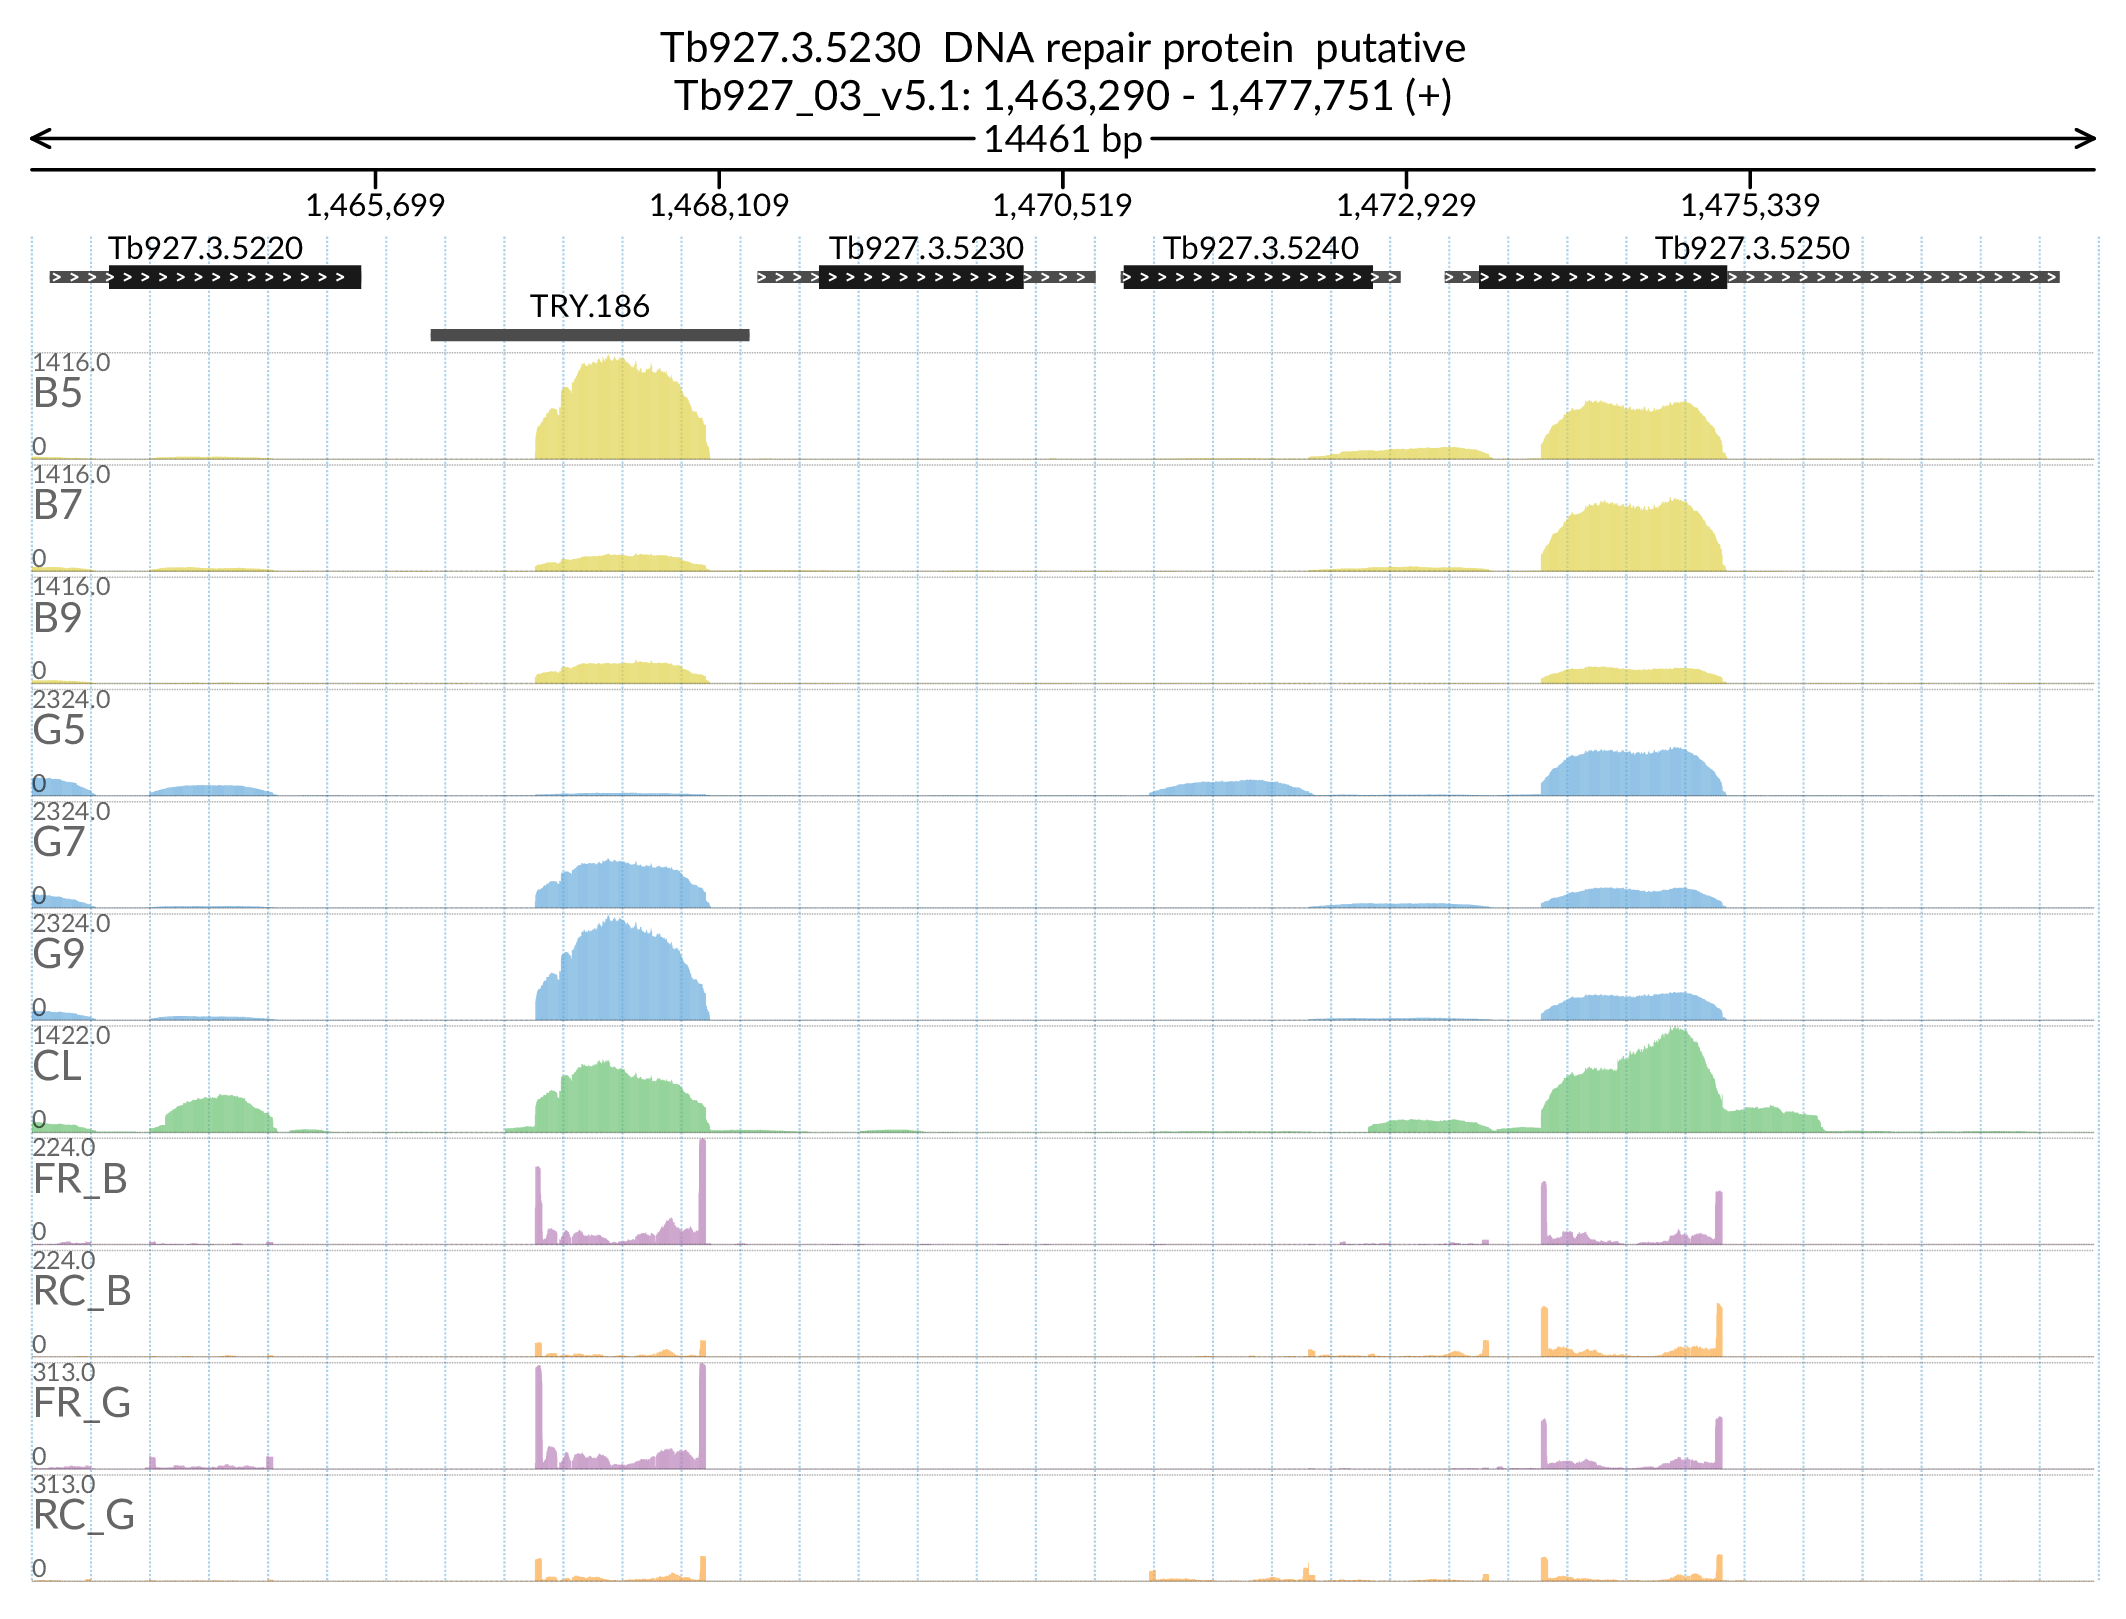 Tb927.3.5230  DNA repair protein  putative
Tb927_03_v5.1: 1,463,290 - 1,477,751 (+)
14461 bp
1,465,699 1,468,109 1,470,519 1,472,929 1,475,339
Tb927.3.5220 Tb927.3.5230 Tb927.3.5240 Tb927.3.5250
TRY.186
1416.0
B5
0
1416.0
B7
0
1416.0
B9
0
2324.0
G5
0
2324.0
G7
0
2324.0
G9
0
1422.0
CL
0
224.0
FR_B
0
224.0
RC_B
0
313.0
FR_G
0
313.0
RC_G
0